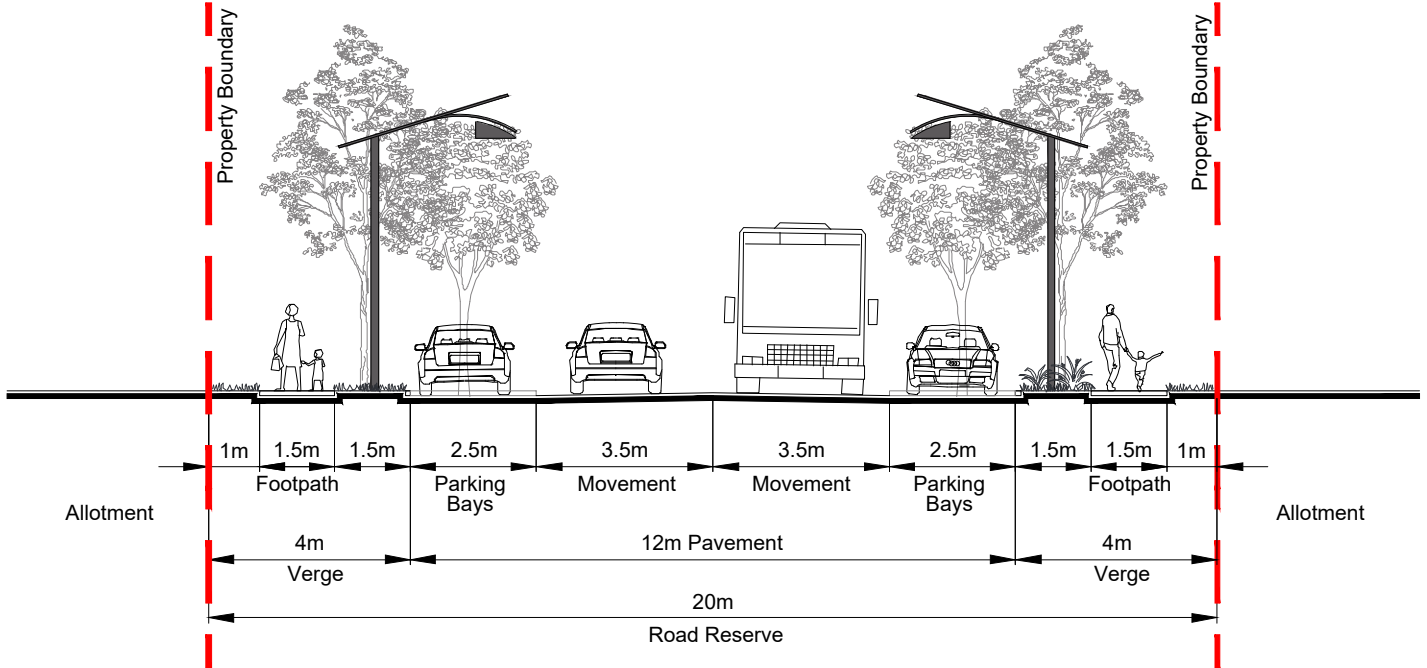 Property Boundary
Property Boundary
1m
1.5m
1.5m
2.5m
3.5m
3.5m
2.5m
1.5m
1.5m
1m
Footpath
Parking
Bays
Movement
Movement
Parking
Bays
Footpath
Allotment
Allotment
4m
12m Pavement
4m
Verge
Verge
20m
Road Reserve